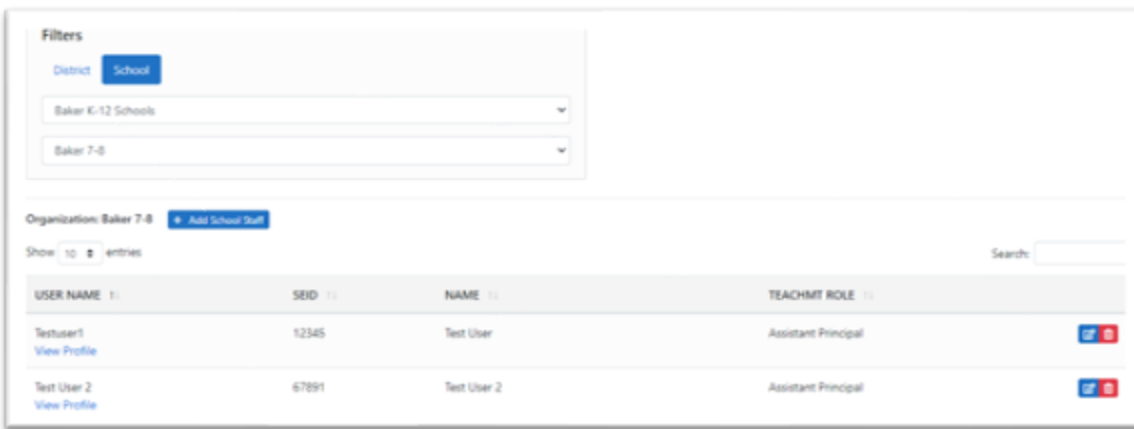 Filters
District School
Baker K-12 Schools
Baker 7-8
Organization: Baker 7-8 + Add School Staff
Show 10 entries Search:
USER NAME SEID NAME TEACHMT ROLE
Testuser1 12345 Test User Assistant Principal
View Profile
Test User 2 67891 Test User 2 Assistant Principal
View Profile